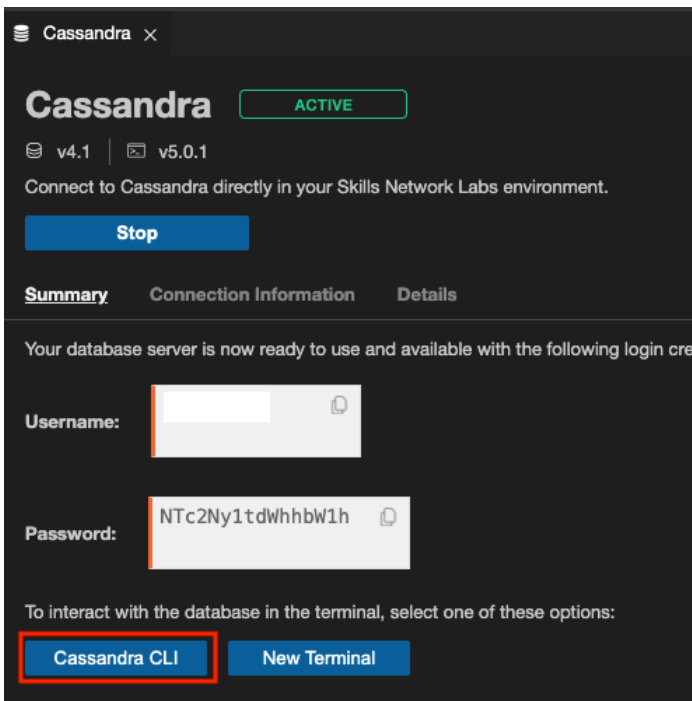 Cassandra
Cassandra ACTIVE
v4.1 v5.0.1
Connect to Cassandra directly in your Skills Network Labs environment.
Stop
Summary Connection Information Details
Your database server is now ready to use and available with the following login cre
Username:
Password: NTc2Ny1tdWhhbW1h
To interact with the database in the terminal, select one of these options:
Cassandra CLI New Terminal